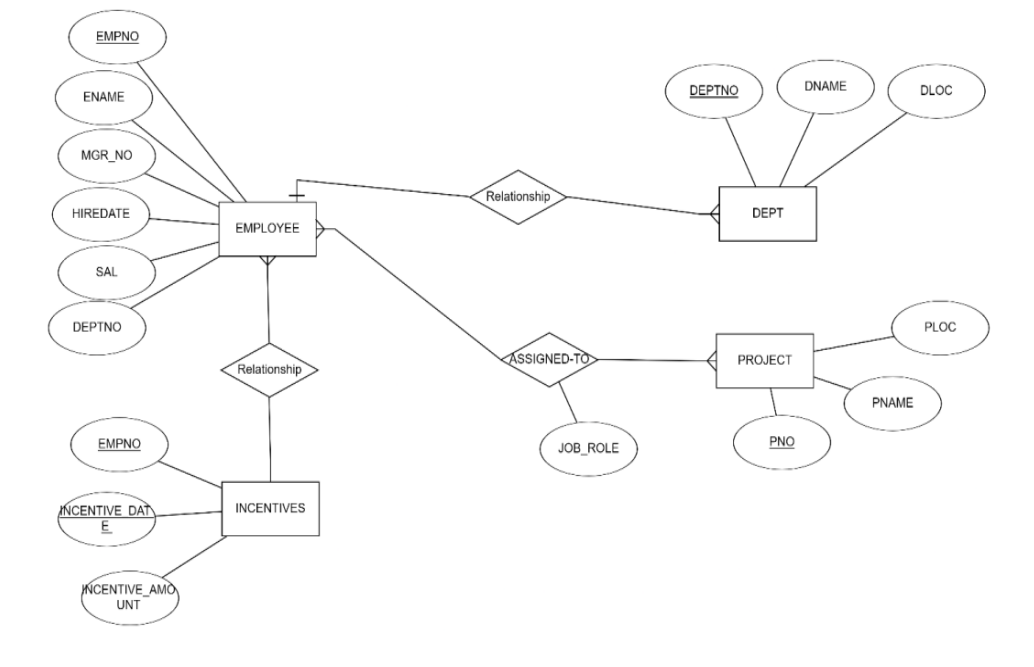 EMPNO
ENAME
MGR_NO
HIREDATE
SAL
DEPTNO
EMPLOYEE
Relationship
DEPTNO
DNAME
DLOC
DEPT
ASSIGNED-TO
JOB_ROLE
PROJECT
PLOC
PNAME
PNO
Relationship
EMPNO
INCENTIVE_DAT
E
INCENTIVE_AMO
UNT
INCENTIVES